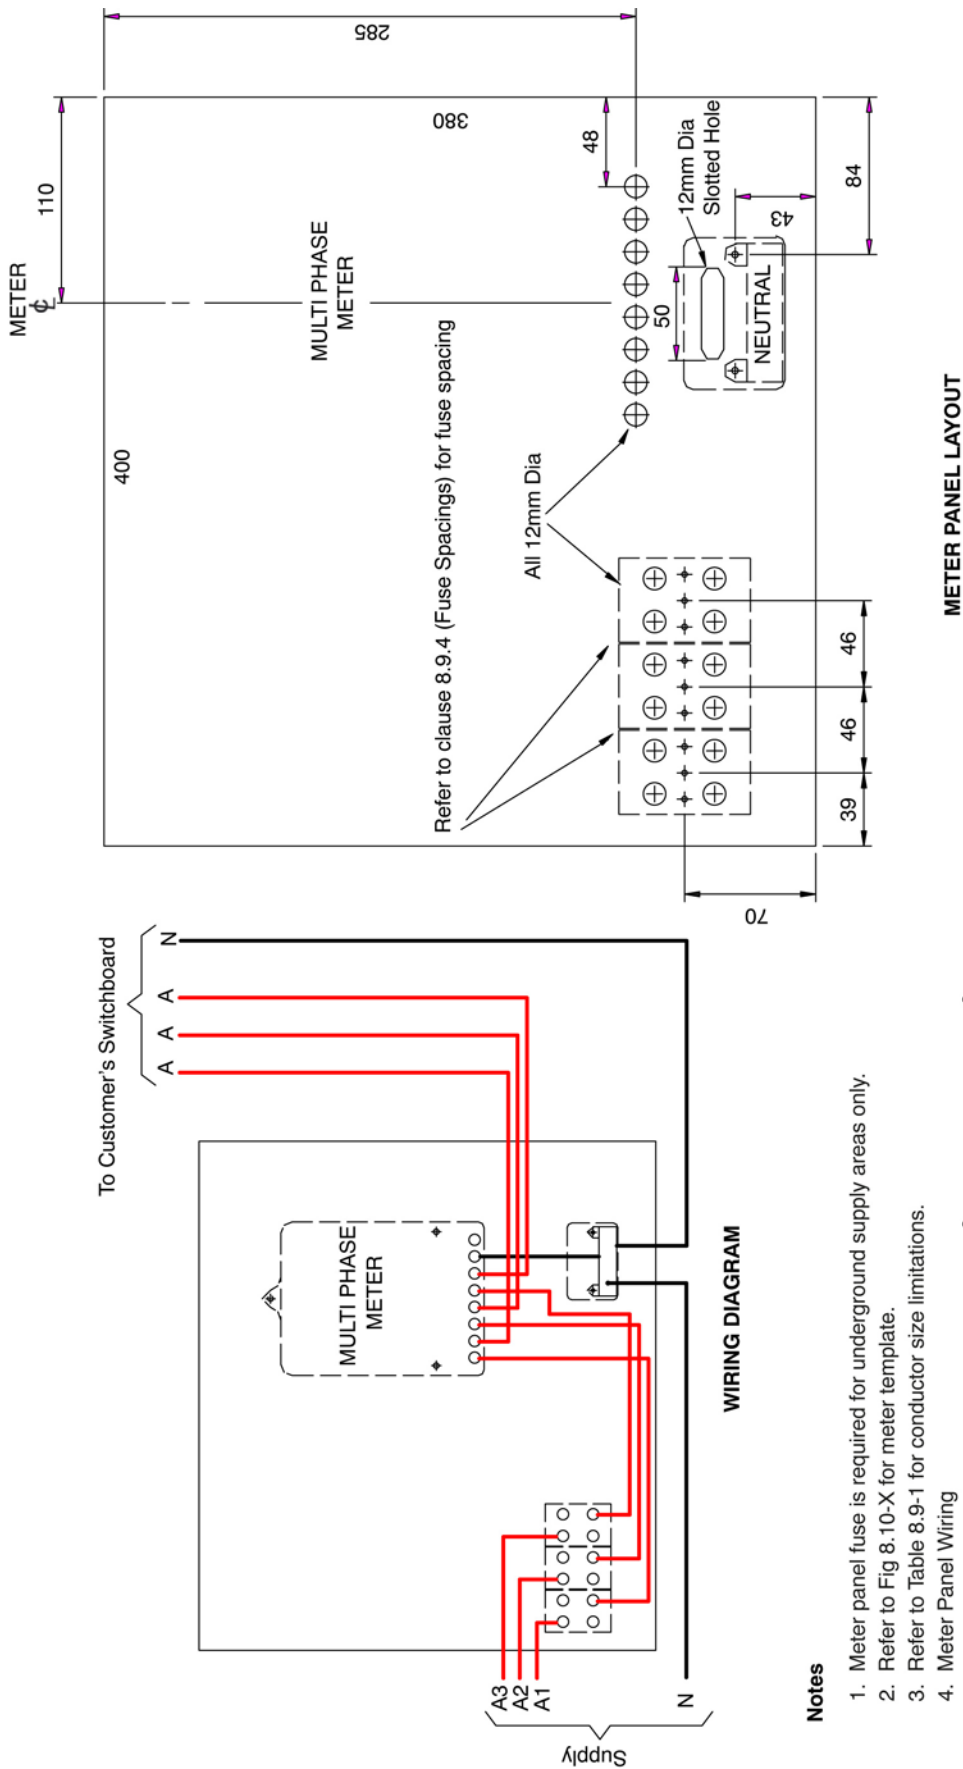 To Customer's Switchboard
A
A
A
N
MULTI PHASE
METER
A3
A2
A1
N
Supply
WIRING DIAGRAM
Notes
1. Meter panel fuse is required for underground supply areas only.
2. Refer to Fig 8.10-X for meter template.
3. Refer to Table 8.9-1 for conductor size limitations.
4. Meter Panel Wiring
METER
℄
110
400
285
380
MULTI PHASE
METER
Refer to clause 8.9.4 (Fuse Spacings) for fuse spacing
All 12mm Dia
48
12mm Dia
Slotted Hole
50
NEUTRAL
43
84
70
39
46
46
METER PANEL LAYOUT